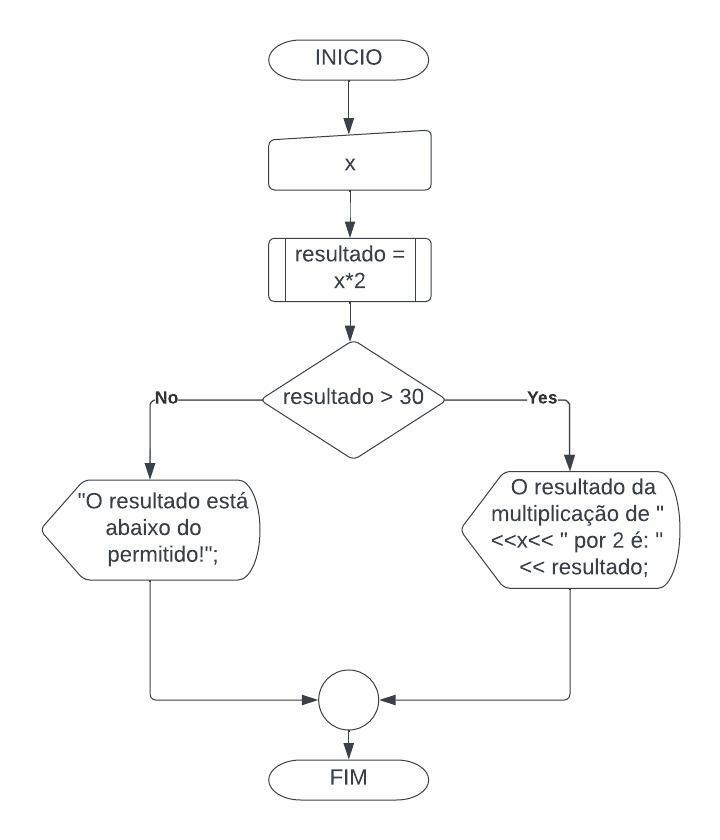 INICIO
x
resultado =
x*2
resultado > 30
No
Yes
"O resultado está
abaixo do
permitido!";
O resultado da
multiplicação de "
<<x<< " por 2 é: "
<< resultado;
FIM